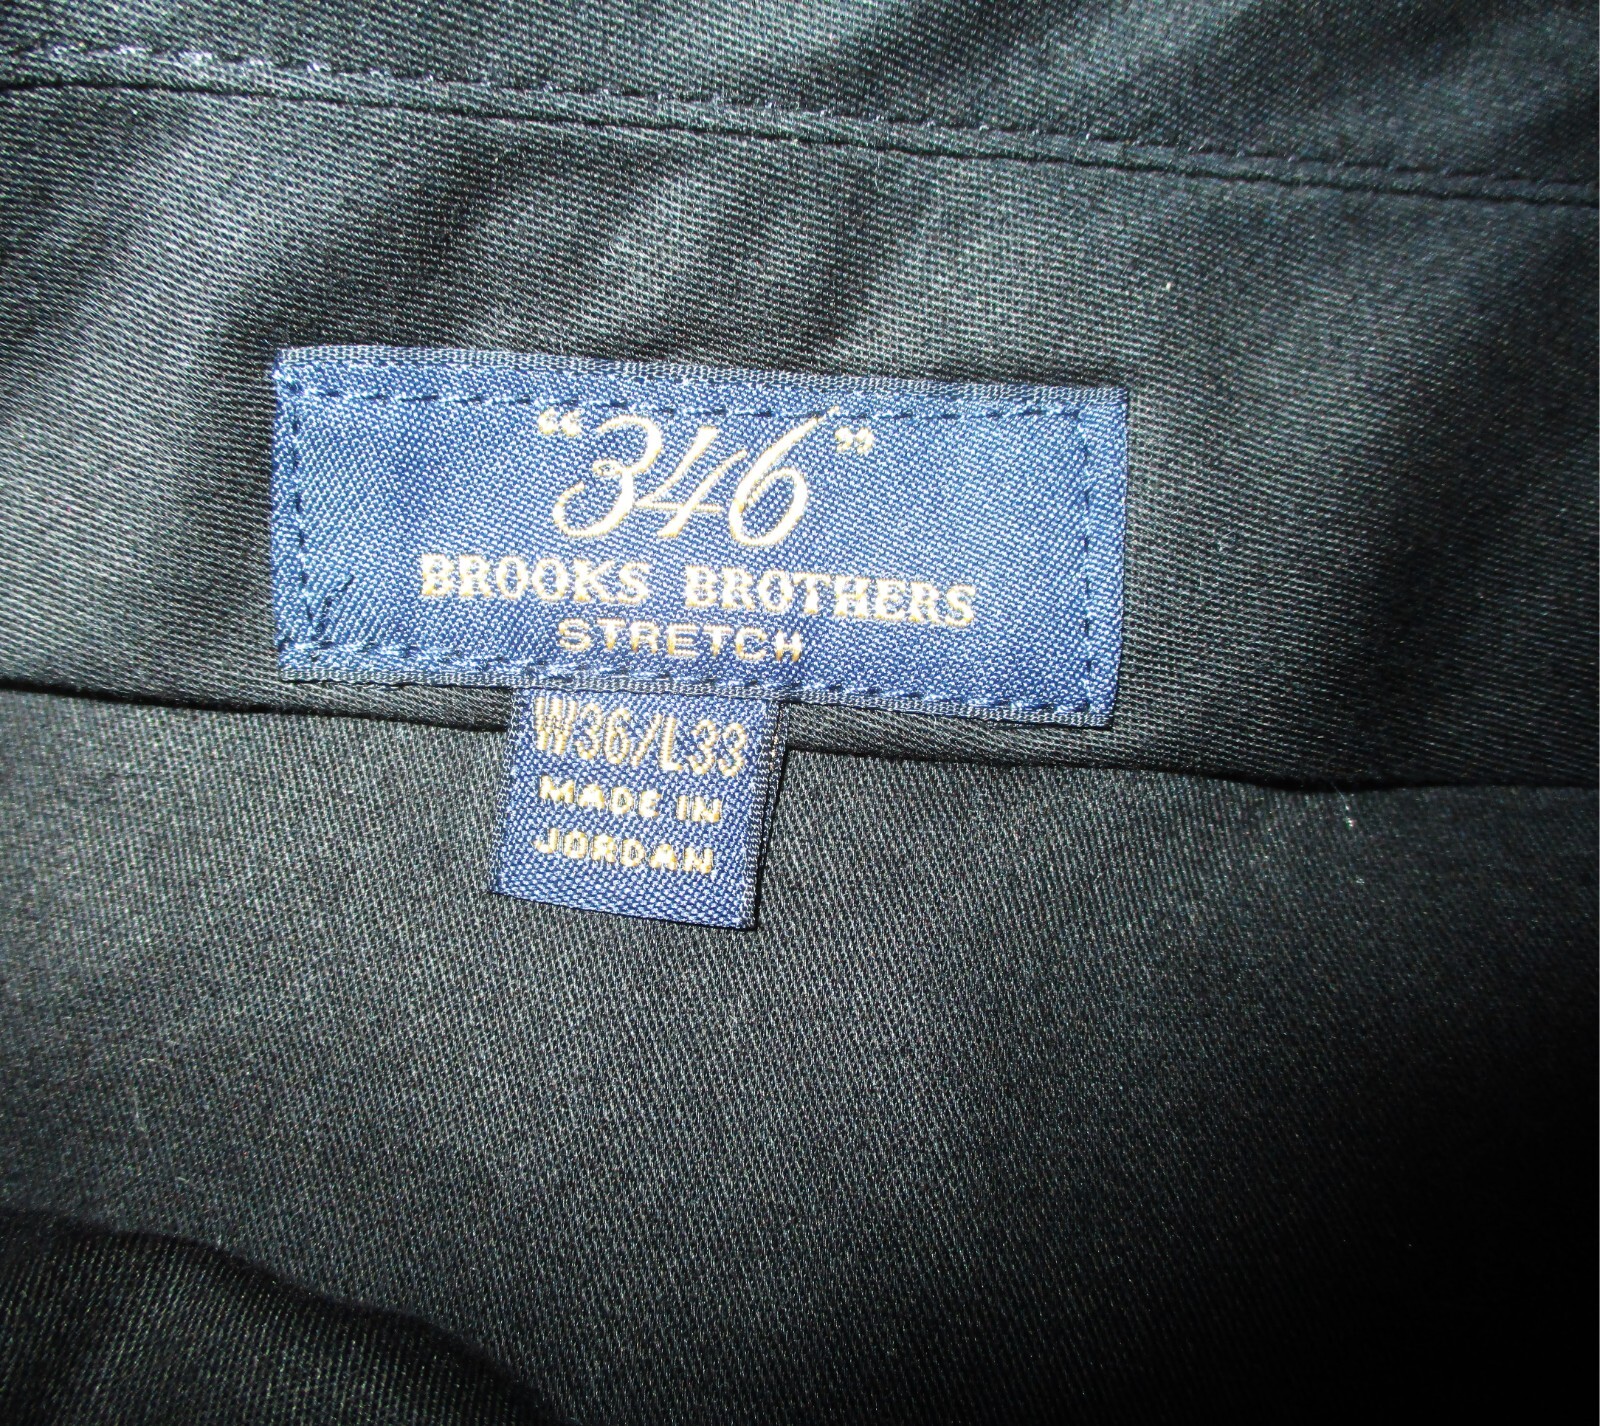 “346”
BROOKS BROTHERS
STRETCH
W36/L33
MADE IN
JORDAN